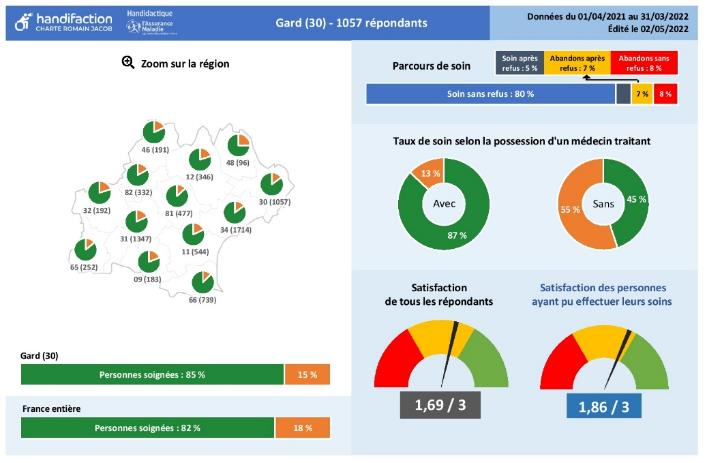 handifaction
CHARTE ROMAIN JACOB
Handidactique
l'Assurance
Maladie
Gard (30) - 1057 répondants
Données du 01/04/2021 au 31/03/2022
Édité le 02/05/2022
Zoom sur la région
46 (191)
48 (96)
12 (346)
82 (332)
30 (1057)
32 (192)
81 (477)
34 (1714)
31 (1347)
11 (544)
65 (252)
09 (183)
66 (739)
Gard (30)
Personnes soignées : 85 %
15 %
France entière
Personnes soignées : 82 %
18 %
Parcours de soin
Soin après
refus : 5 %
Abandons après
refus : 7 %
Abandons sans
refus : 8 %
Soin sans refus : 80 %
7 %
8 %
Taux de soin selon la possession d'un médecin traitant
13 %
Avec
87 %
55 %
Sans
45 %
Satisfaction
de tous les répondants
1,69 / 3
Satisfaction des personnes
ayant pu effectuer leurs soins
1,86 / 3